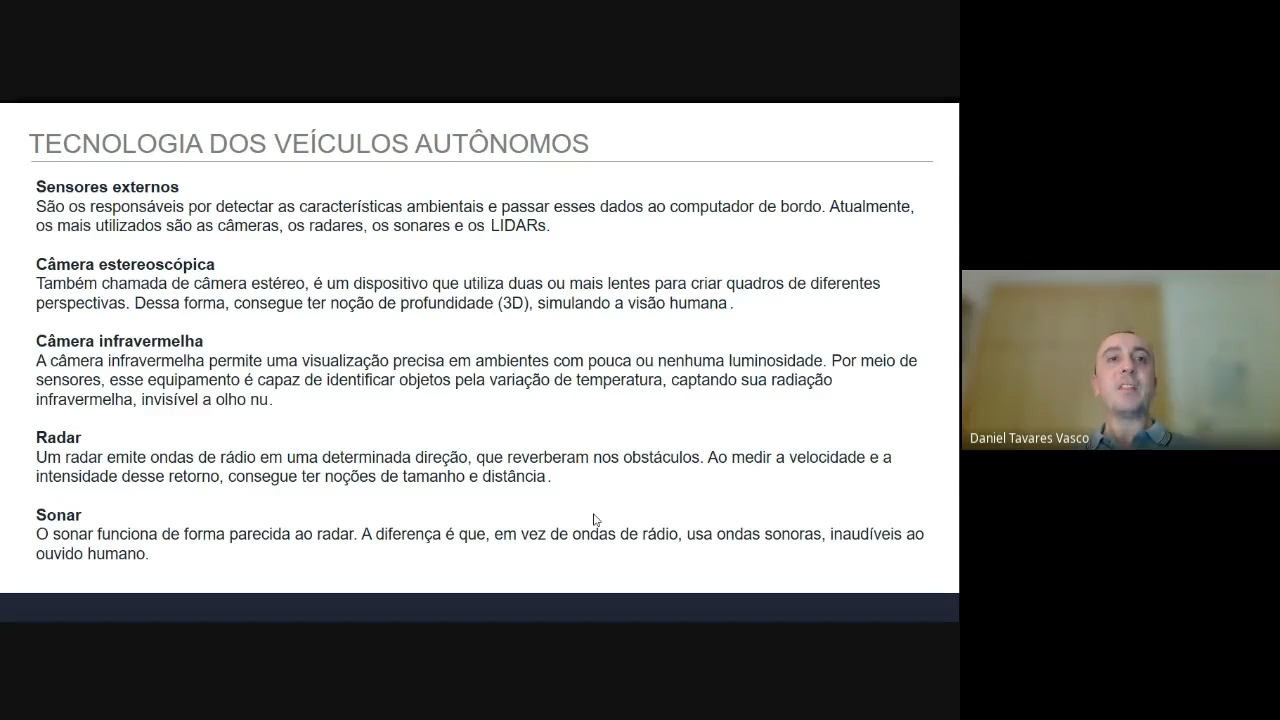 TECNOLOGIA DOS VEÍCULOS AUTÔNOMOS
Sensores externos
São os responsáveis por detectar as características ambientais e passar esses dados ao computador de bordo. Atualmente,
os mais utilizados são as câmeras, os radares, os sonares e os LIDARs.
Câmera estereoscópica
Também chamada de câmera estéreo, é um dispositivo que utiliza duas ou mais lentes para criar quadros de diferentes
perspectivas. Dessa forma, consegue ter noção de profundidade (3D), simulando a visão humana.
Câmera infravermelha
A câmera infravermelha permite uma visualização precisa em ambientes com pouca ou nenhuma luminosidade. Por meio de
sensores, esse equipamento é capaz de identificar objetos pela variação de temperatura, captando sua radiação
infravermelha, invisível a olho nu.
Radar
Um radar emite ondas de rádio em uma determinada direção, que reverberam nos obstáculos. Ao medir a velocidade e a
intensidade desse retorno, consegue ter noções de tamanho e distância.
Sonar
O sonar funciona de forma parecida ao radar. A diferença é que, em vez de ondas de rádio, usa ondas sonoras, inaudíveis ao
ouvido humano.
Daniel Tavares Vasco